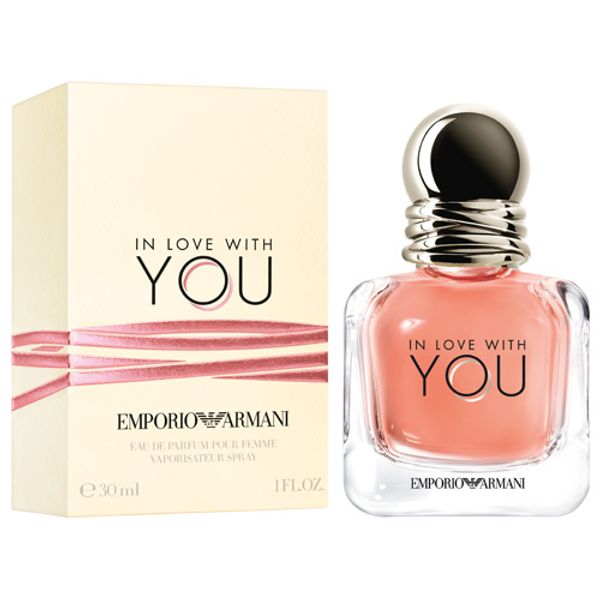 IN LOVE WITH
YOU
EMPORIO ARMANI
EAU DE PARFUM POUR FEMME
VAPORISATEUR SPRAY
℮ 30 ml 1 FL.OZ.
IN LOVE WITH
YOU
EMPORIO ARMANI